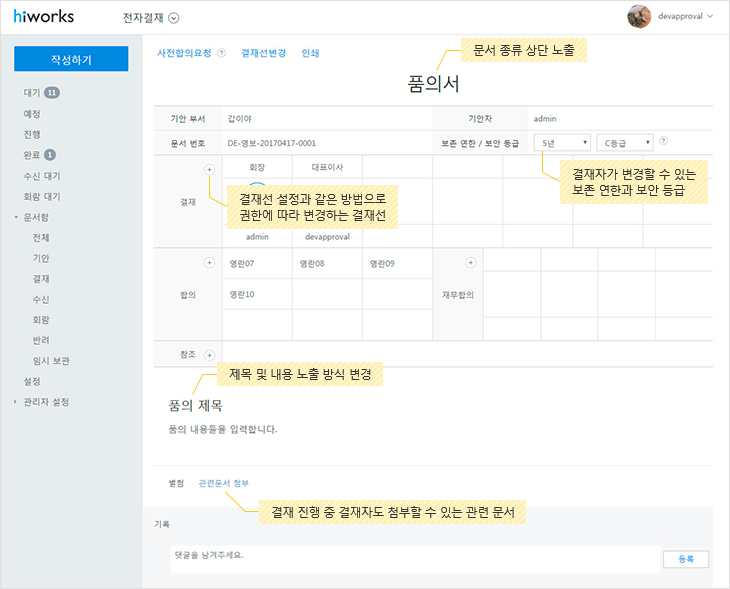 hiworks
전자결재
devapproval
작성하기
대기 11
예정
진행
완료 1
수신 대기
회람 대기
문서함
전체
기안
결재
수신
회람
반려
임시 보관
설정
관리자 설정
사전합의요청 ? 결재선변경 인쇄
문서 종류 상단 노출
품의서
기안 부서 갑이야 기안자 admin
문서 번호 DE-영보-20170417-0001 보존 연한 / 보안 등급 5년 C등급 ?
결재자가 변경할 수 있는
보존 연한과 보안 등급
결재
회장 대표이사
결재선 설정과 같은 방법으로
권한에 따라 변경하는 결재선
admin devapproval
합의
영란07 영란08 영란09
영란10
재무합의
참조
제목 및 내용 노출 방식 변경
품의 제목
품의 내용들을 입력합니다.
별첨 관련문서 첨부
결재 진행 중 결재자도 첨부할 수 있는 관련 문서
기록
댓글을 남겨주세요.
등록